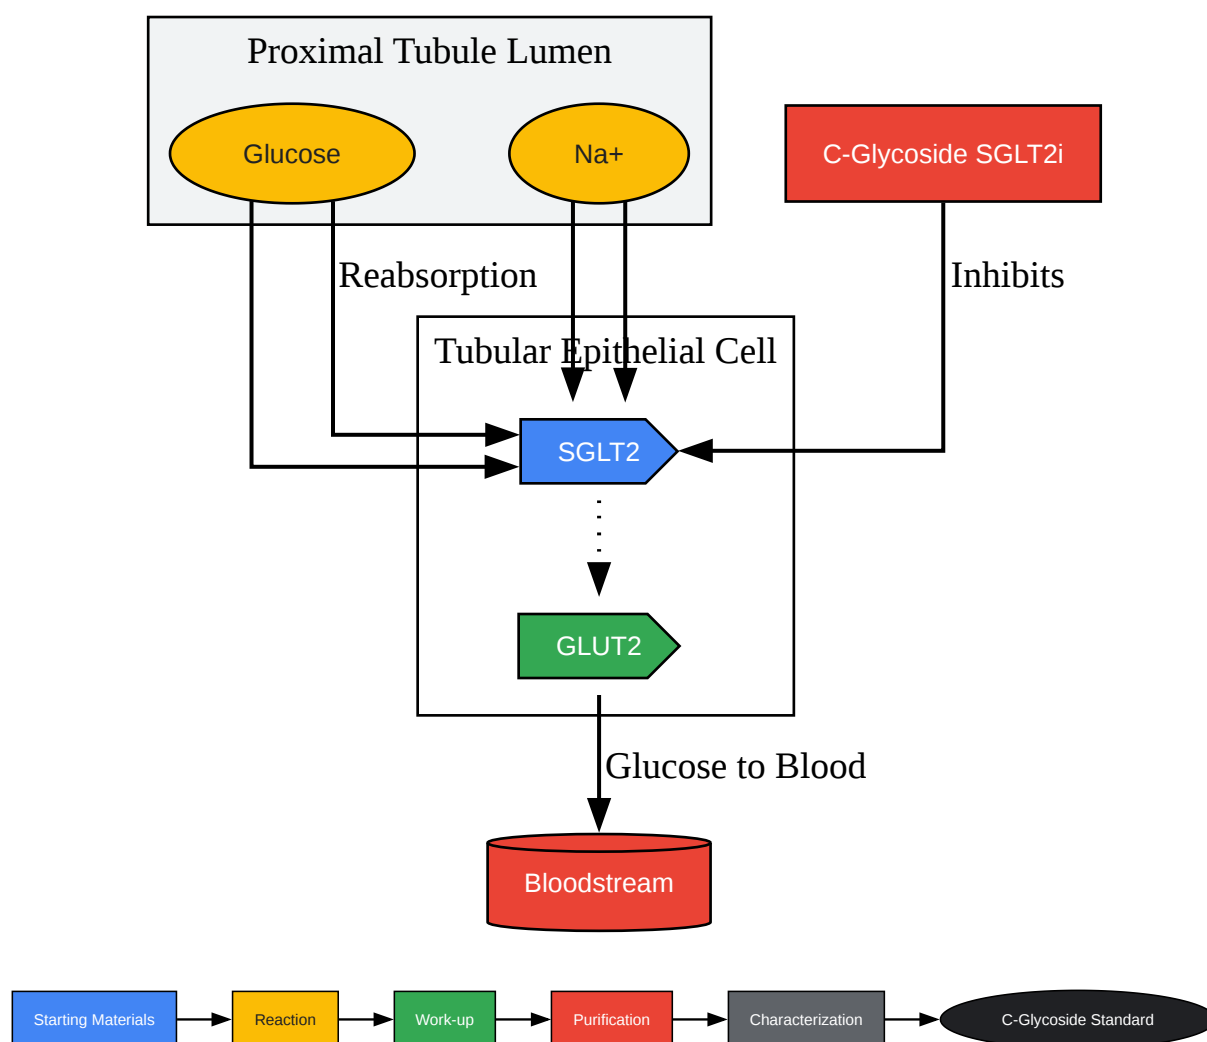 Proximal Tubule Lumen
Glucose
Na+
C-Glycoside SGLT2i
Reabsorption
Inhibits
Tubular Epithelial Cell
SGLT2
GLUT2
Glucose to Blood
Bloodstream
Starting Materials
Reaction
Work-up
Purification
Characterization
C-Glycoside Standard